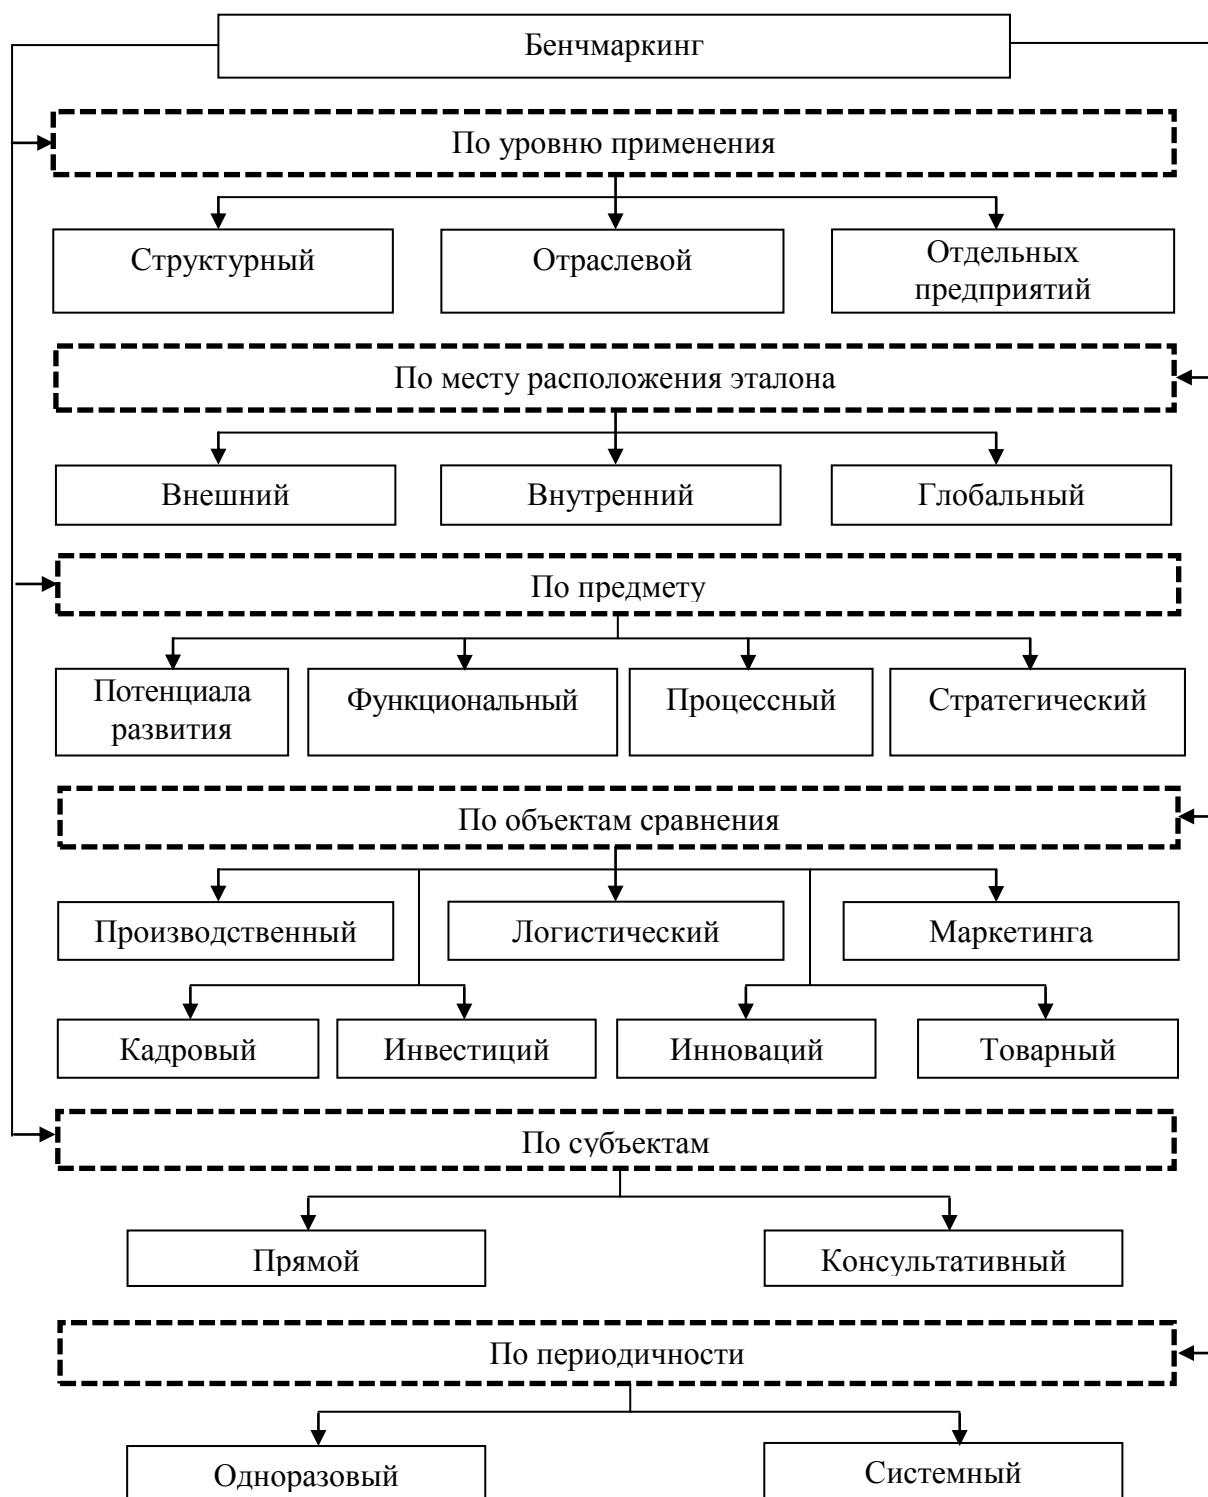 Бенчмаркинг
По уровню применения
Структурный
Отраслевой
Отдельных
предприятий
По месту расположения эталона
Внешний
Внутренний
Глобальный
По предмету
Потенциала
развития
Функциональный
Процессный
Стратегический
По объектам сравнения
Производственный
Логистический
Маркетинга
Кадровый
Инвестиций
Инноваций
Товарный
По субъектам
Прямой
Консультативный
По периодичности
Одноразовый
Системный